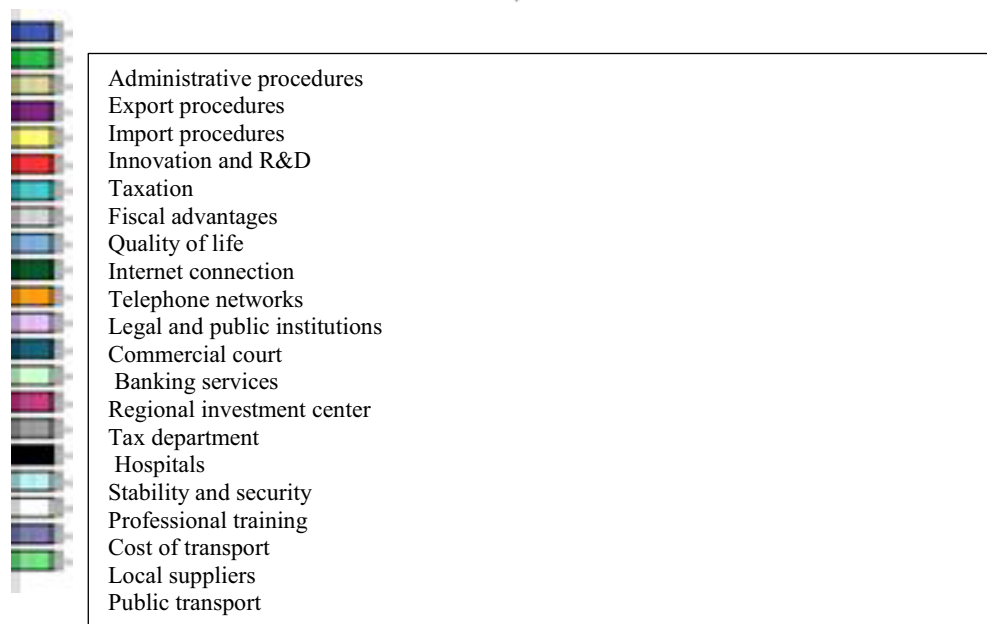 Administrative procedures
Export procedures
Import procedures
Innovation and R&D
Taxation
Fiscal advantages
Quality of life
Internet connection
Telephone networks
Legal and public institutions
Commercial court
Banking services
Regional investment center
Tax department
Hospitals
Stability and security
Professional training
Cost of transport
Local suppliers
Public transport